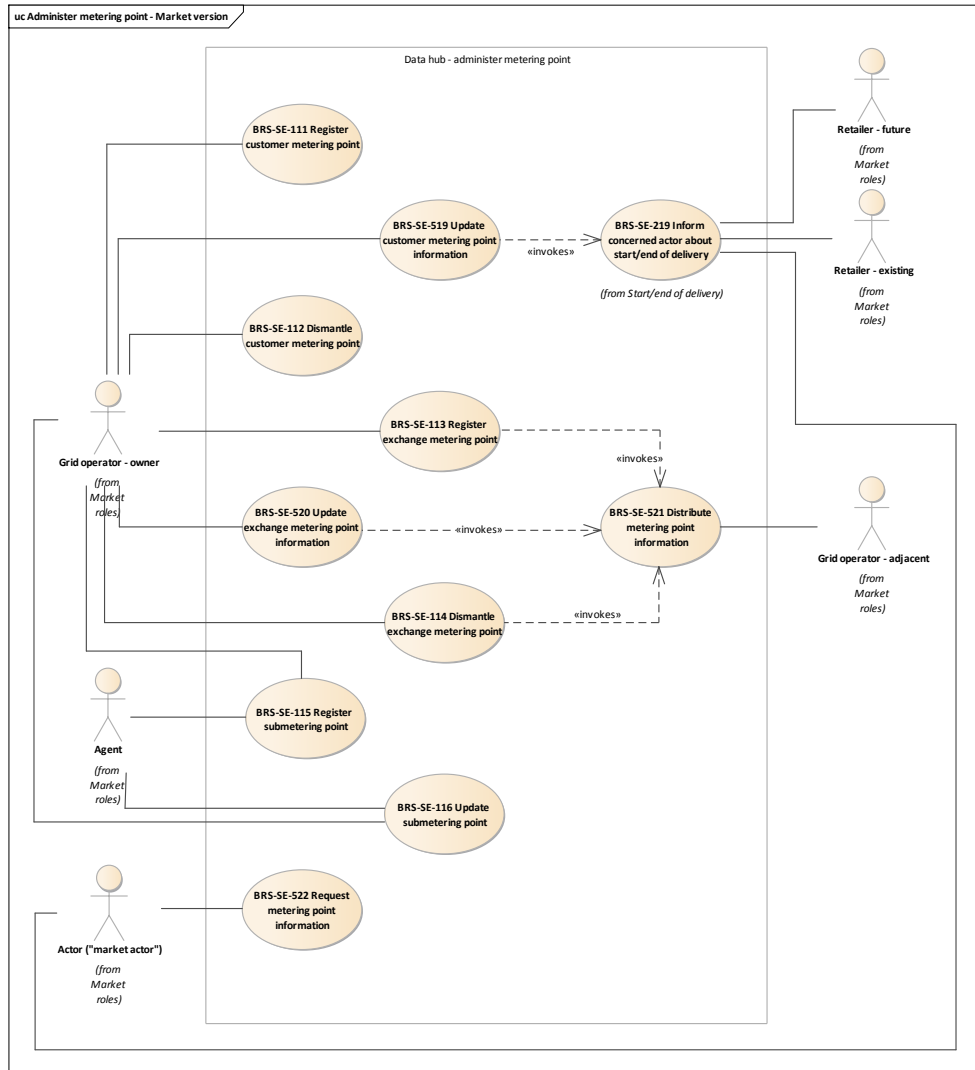 uc Administer metering point - Market version
Data hub - administer metering point
BRS-SE-111 Register
customer metering point
Retailer - future
(from
Market
roles)
BRS-SE-519 Update
customer metering point
information
«invokes»
BRS-SE-219 Inform
concerned actor about
start/end of delivery
(from Start/end of delivery)
Retailer - existing
(from
Market
roles)
BRS-SE-112 Dismantle
customer metering point
Grid operator - owner
(from
Market
roles)
BRS-SE-113 Register
exchange metering point
«invokes»
BRS-SE-520 Update
exchange metering point
information
«invokes»
BRS-SE-521 Distribute
metering point
information
Grid operator - adjacent
(from
Market
roles)
BRS-SE-114 Dismantle
exchange metering point
«invokes»
BRS-SE-115 Register
submetering point
Agent
(from
Market
roles)
BRS-SE-116 Update
submetering point
BRS-SE-522 Request
metering point
information
Actor ("market actor")
(from
Market
roles)